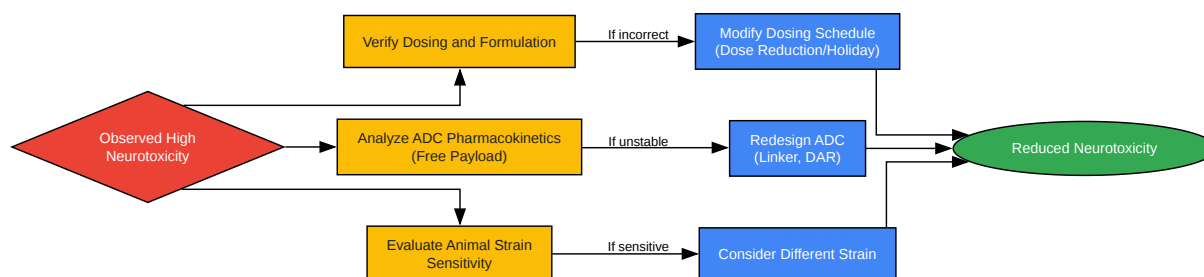 Verify Dosing and Formulation
If incorrect
Modify Dosing Schedule
(Dose Reduction/Holiday)
Observed High
Neurotoxicity
Analyze ADC Pharmacokinetics
(Free Payload)
If unstable
Redesign ADC
(Linker, DAR)
Reduced Neurotoxicity
Evaluate Animal Strain
Sensitivity
If sensitive
Consider Different Strain